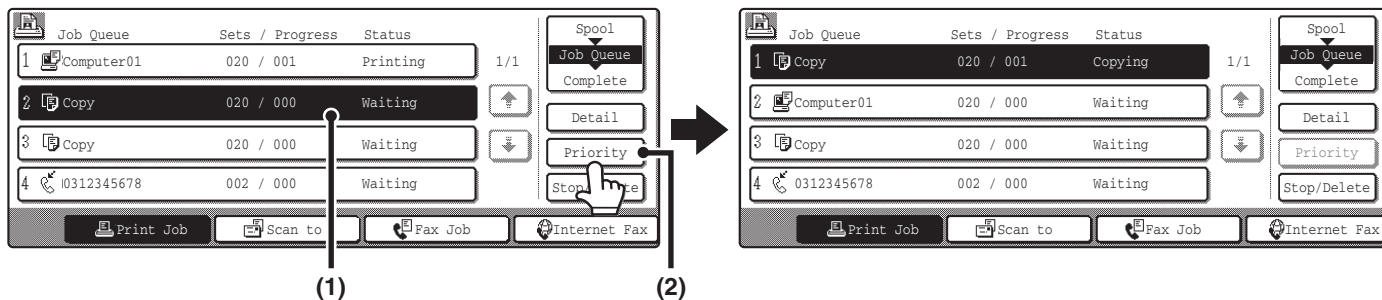 Job Queue Sets / Progress Status
1 Computer01 020 / 001 Printing
2 Copy 020 / 000 Waiting
3 Copy 020 / 000 Waiting
4 0312345678 002 / 000 Waiting
1/1
Spool
Job Queue
Complete
Detail
Priority
Stop/Delete
Print Job Scan to Fax Job Internet Fax
(1) (2)
Job Queue Sets / Progress Status
1 Copy 020 / 001 Copying
2 Computer01 020 / 000 Waiting
3 Copy 020 / 000 Waiting
4 0312345678 002 / 000 Waiting
1/1
Spool
Job Queue
Complete
Detail
Priority
Stop/Delete
Print Job Scan to Fax Job Internet Fax